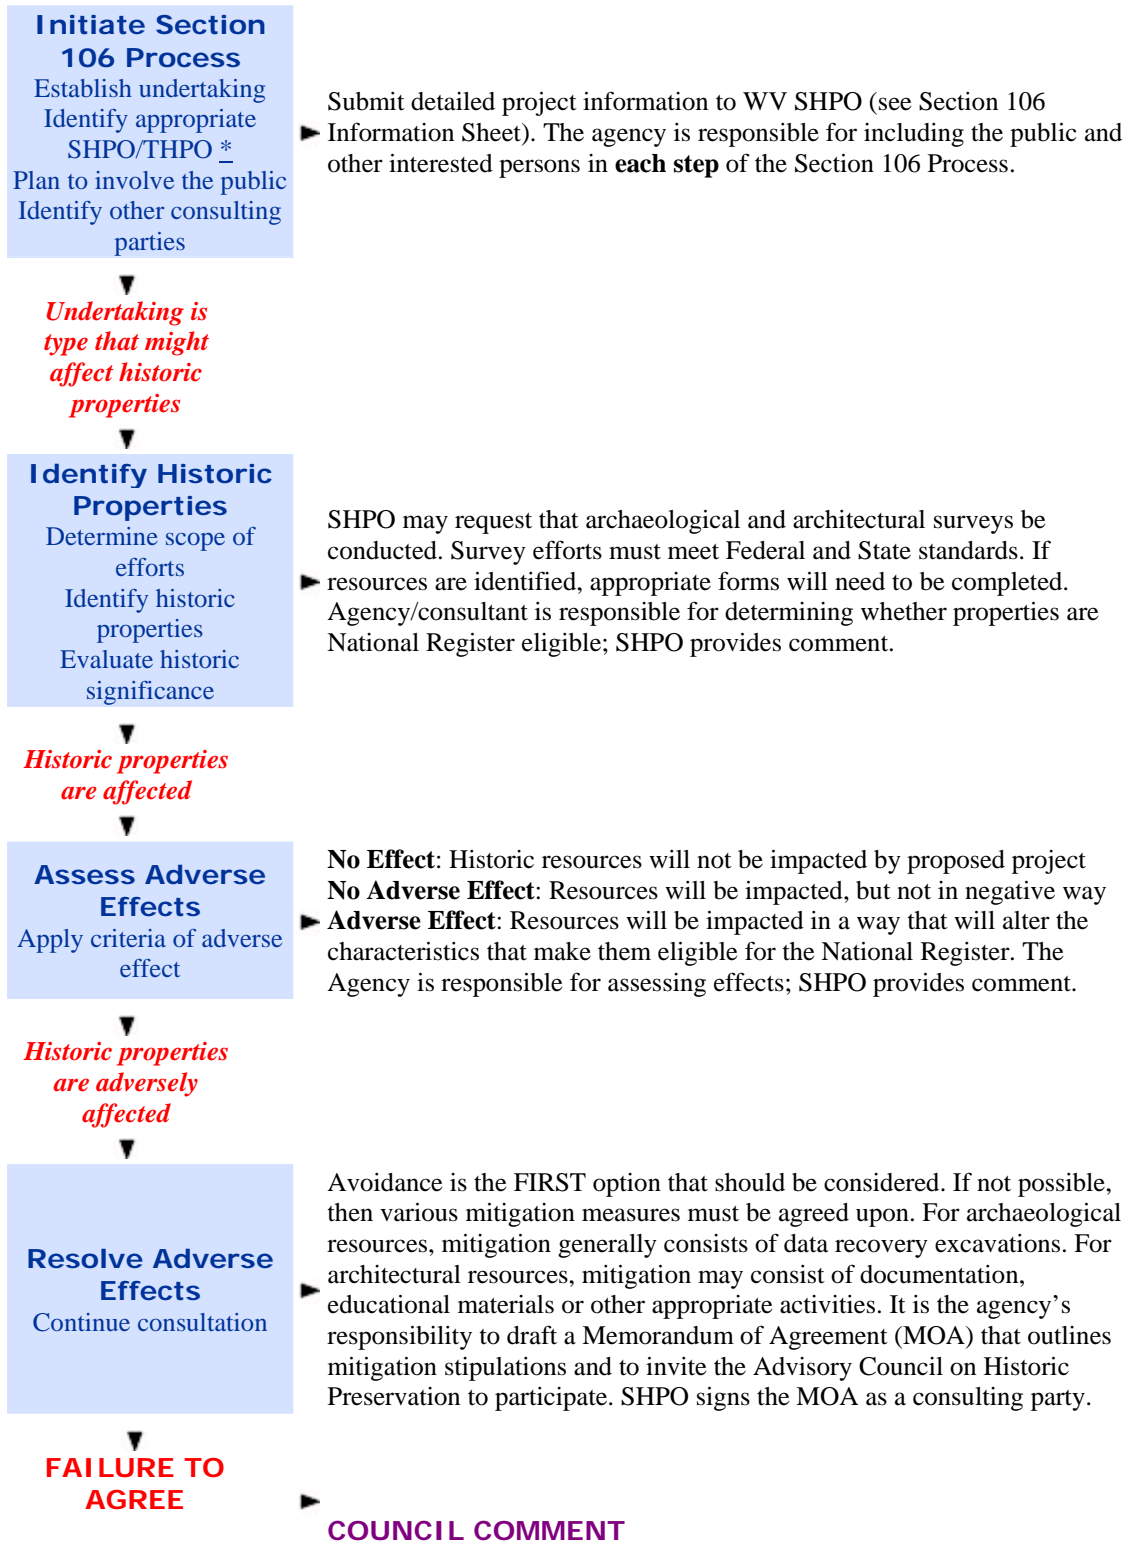 Initiate Section
106 Process
Establish undertaking
Identify appropriate
SHPO/THPO *
Plan to involve the public
Identify other consulting
parties
Submit detailed project information to WV SHPO (see Section 106
Information Sheet). The agency is responsible for including the public and
other interested persons in each step of the Section 106 Process.
Undertaking is
type that might
affect historic
properties
Identify Historic
Properties
Determine scope of
efforts
Identify historic
properties
Evaluate historic
significance
SHPO may request that archaeological and architectural surveys be
conducted. Survey efforts must meet Federal and State standards. If
resources are identified, appropriate forms will need to be completed.
Agency/consultant is responsible for determining whether properties are
National Register eligible; SHPO provides comment.
Historic properties
are affected
Assess Adverse
Effects
Apply criteria of adverse
effect
No Effect: Historic resources will not be impacted by proposed project
No Adverse Effect: Resources will be impacted, but not in negative way
Adverse Effect: Resources will be impacted in a way that will alter the
characteristics that make them eligible for the National Register. The
Agency is responsible for assessing effects; SHPO provides comment.
Historic properties
are adversely
affected
Resolve Adverse
Effects
Continue consultation
Avoidance is the FIRST option that should be considered. If not possible,
then various mitigation measures must be agreed upon. For archaeological
resources, mitigation generally consists of data recovery excavations. For
architectural resources, mitigation may consist of documentation,
educational materials or other appropriate activities. It is the agency’s
responsibility to draft a Memorandum of Agreement (MOA) that outlines
mitigation stipulations and to invite the Advisory Council on Historic
Preservation to participate. SHPO signs the MOA as a consulting party.
FAILURE TO
AGREE
COUNCIL COMMENT